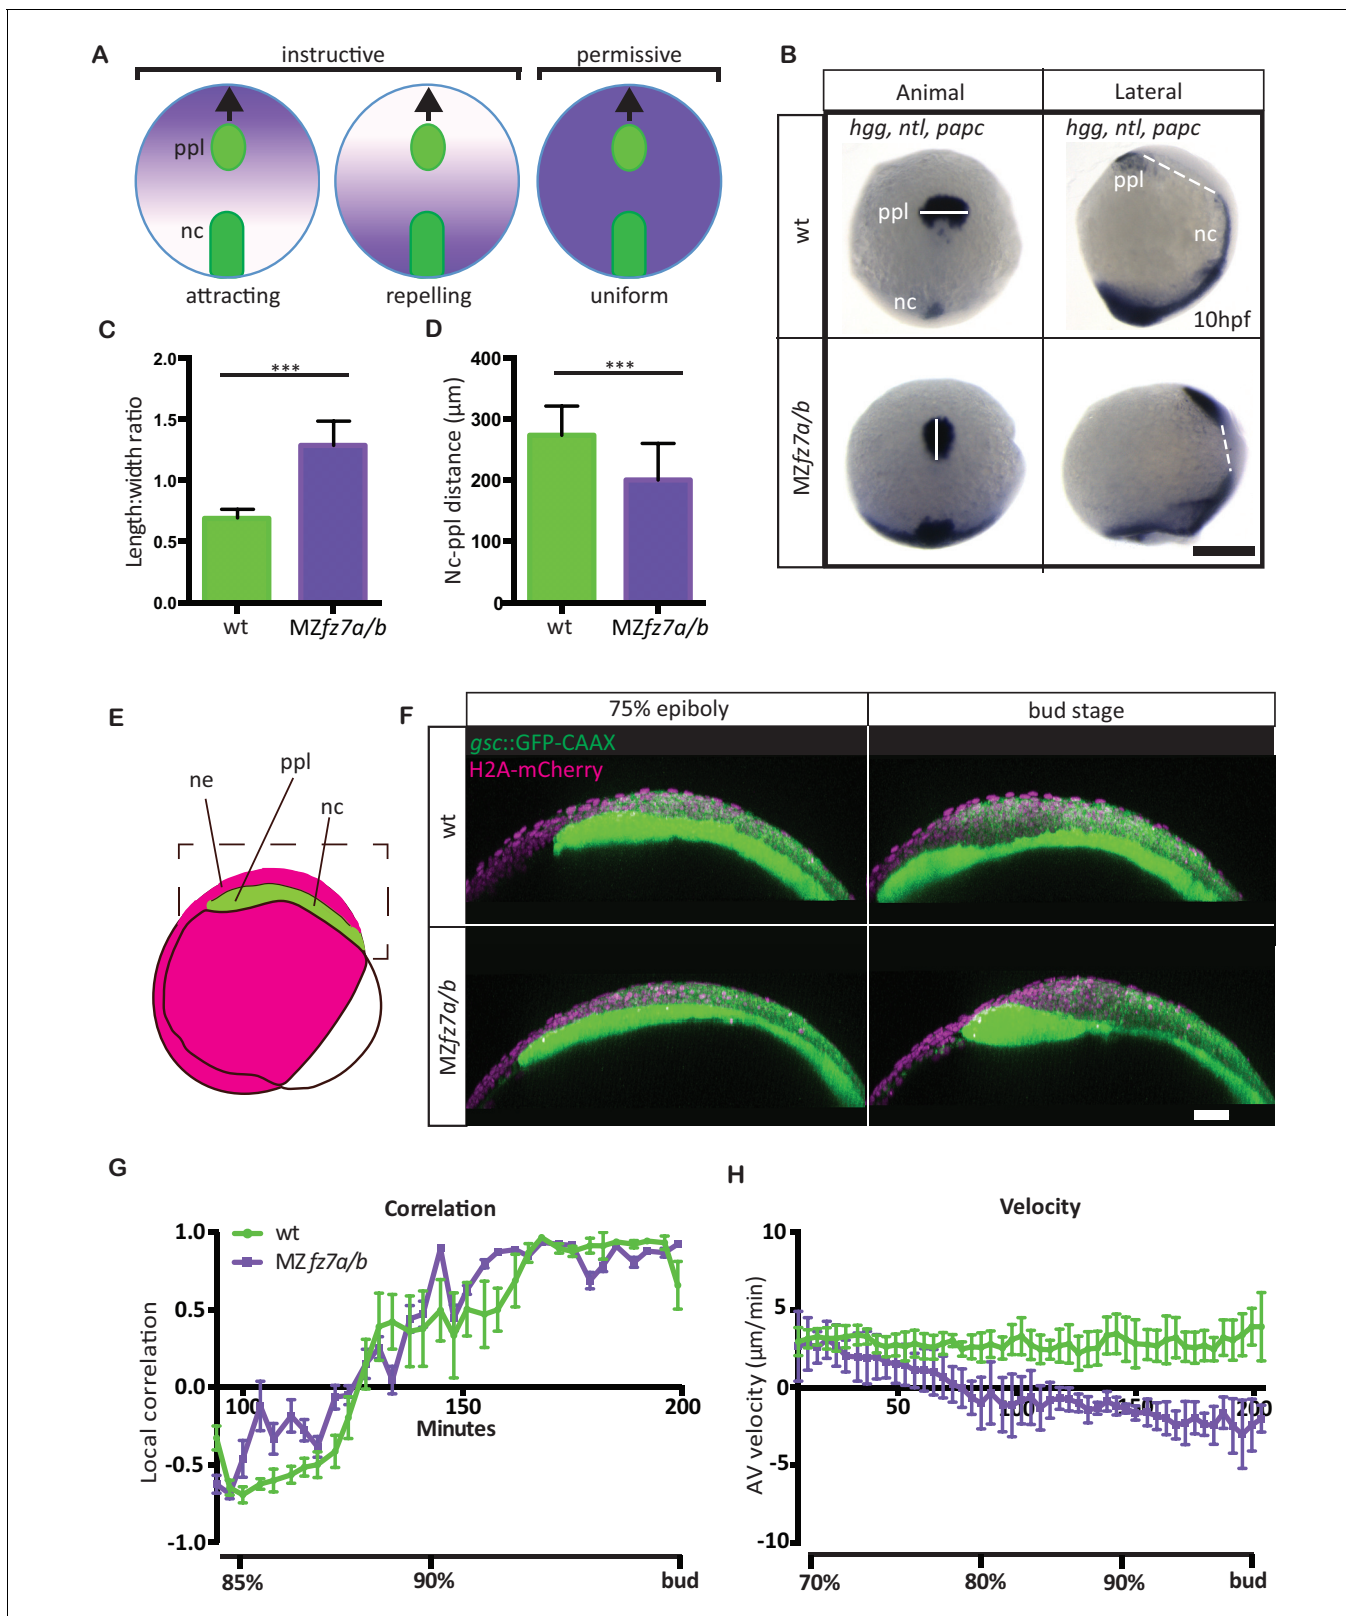 A
instructive
permissive
ppl
nc
attracting
repelling
uniform
B
Animal
Lateral
wt
hgg, ntl, papc
hgg, ntl, papc
ppl
nc
ppl
nc
10hpf
MZfz7a/b
C
Length:width ratio
2.0
1.5
1.0
0.5
0.0
***
wt
MZfz7a/b
D
Nc-ppl distance (µm)
400
300
200
100
0
***
wt
MZfz7a/b
E
ne
ppl
nc
F
75% epiboly
bud stage
wt
gsc::GFP-CAAX
H2A-mCherry
MZfz7a/b
G
Correlation
wt
MZfz7a/b
Local correlation
1.0
0.5
0.0
-0.5
-1.0
100
150
200
Minutes
85%
90%
bud
H
Velocity
AV velocity (µm/min)
10
5
0
-5
-10
50
100
150
200
70%
80%
90%
bud